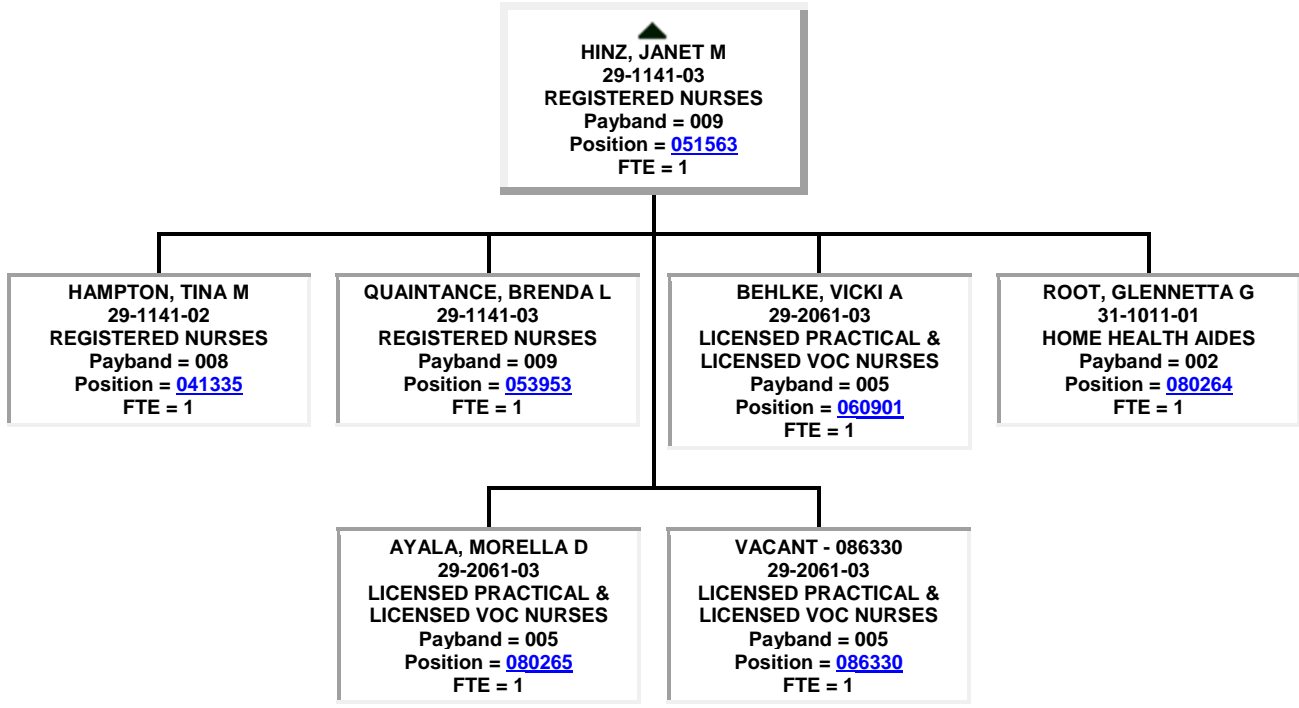 HINZ, JANET M
29-1141-03
REGISTERED NURSES
Payband = 009
Position = 051563
FTE = 1
HAMPTON, TINA M
29-1141-02
REGISTERED NURSES
Payband = 008
Position = 041335
FTE = 1
QUAINTANCE, BRENDA L
29-1141-03
REGISTERED NURSES
Payband = 009
Position = 053953
FTE = 1
BEHLKE, VICKI A
29-2061-03
LICENSED PRACTICAL &
LICENSED VOC NURSES
Payband = 005
Position = 060901
FTE = 1
ROOT, GLENNETTA G
31-1011-01
HOME HEALTH AIDES
Payband = 002
Position = 080264
FTE = 1
AYALA, MORELLA D
29-2061-03
LICENSED PRACTICAL &
LICENSED VOC NURSES
Payband = 005
Position = 080265
FTE = 1
VACANT - 086330
29-2061-03
LICENSED PRACTICAL &
LICENSED VOC NURSES
Payband = 005
Position = 086330
FTE = 1